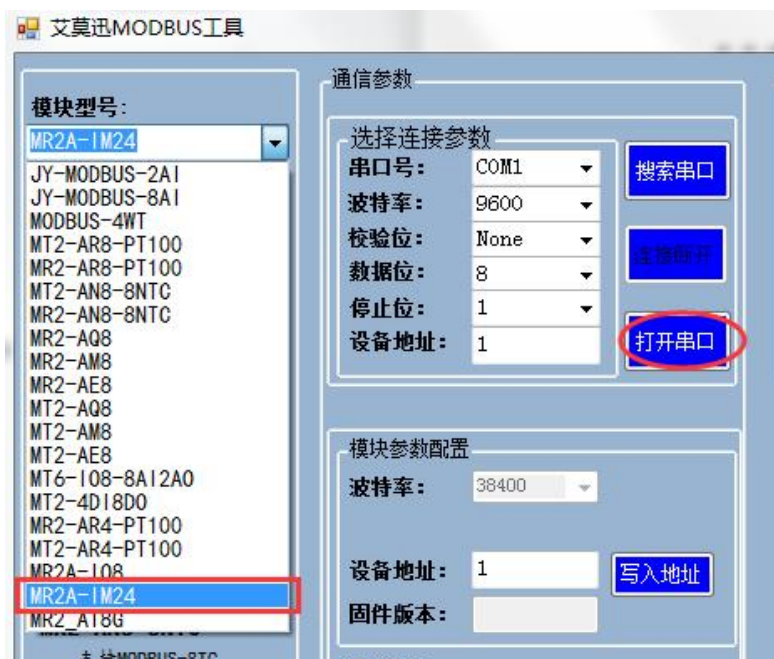 艾莫迅MODBUS工具
模块型号：
MR2A-IM24
JY-MODBUS-2AI
JY-MODBUS-8AI
MODBUS-4WT
MT2-AR8-PT100
MR2-AR8-PT100
MT2-AN8-8NTC
MR2-AN8-8NTC
MR2-AQ8
MR2-AM8
MR2-AE8
MT2-AQ8
MT2-AM8
MT2-AE8
MT6-IO8-8AI2AO
MT2-4DI8DO
MR2-AR4-PT100
MT2-AR4-PT100
MR2A-IO8
MR2A-IM24
MR2_AI8G
通信参数
选择连接参数
串口号： COM1
波特率： 9600
校验位： None
数据位： 8
停止位： 1
设备地址： 1
搜索串口
连接断开
打开串口
模块参数配置
波特率： 38400
设备地址： 1 写入地址
固件版本：